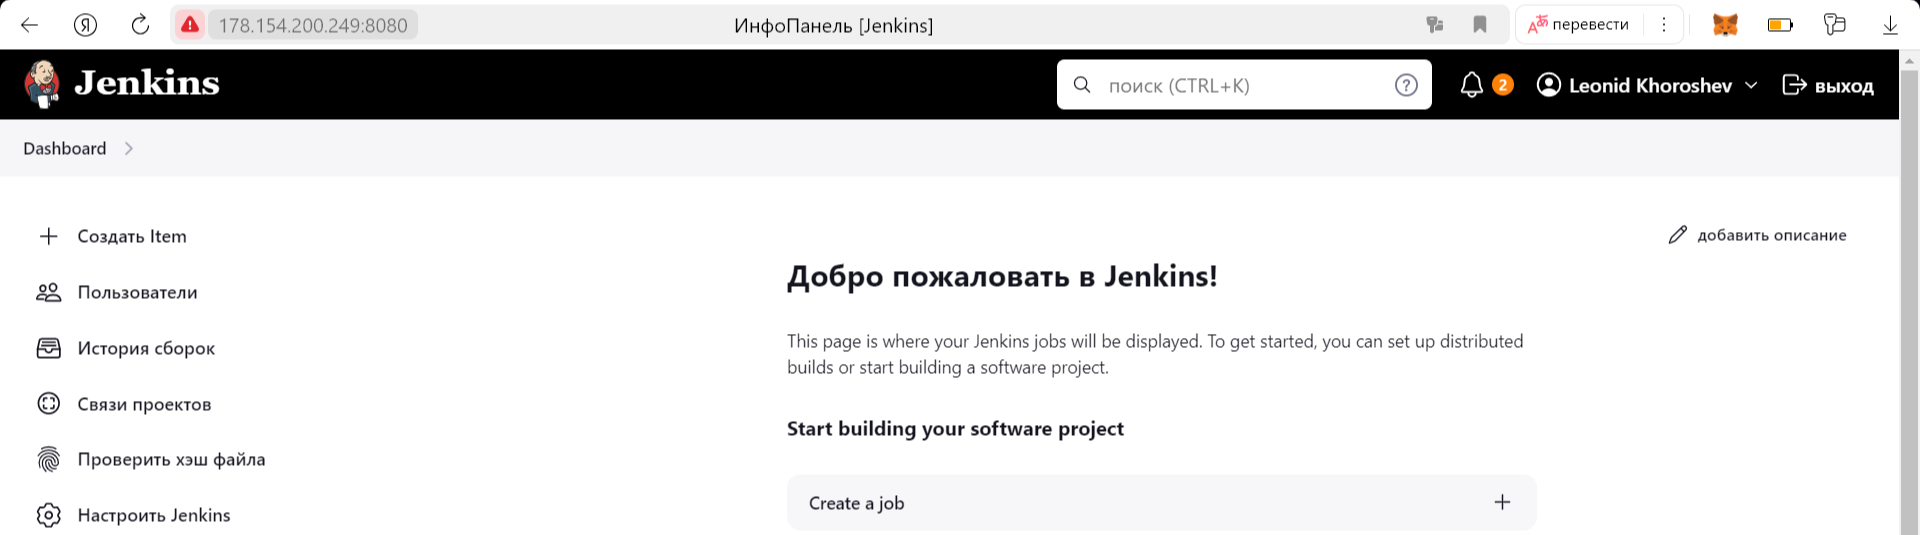 Я
178.154.200.249:8080
ИнфоПанель [Jenkins]
перевести
Jenkins
поиск (CTRL+K)
2
Leonid Khoroshev
выход
Dashboard
Создать Item
добавить описание
Добро пожаловать в Jenkins!
Пользователи
This page is where your Jenkins jobs will be displayed. To get started, you can set up distributed
builds or start building a software project.
История сборок
Связи проектов
Start building your software project
Проверить хэш файла
Create a job
Настроить Jenkins